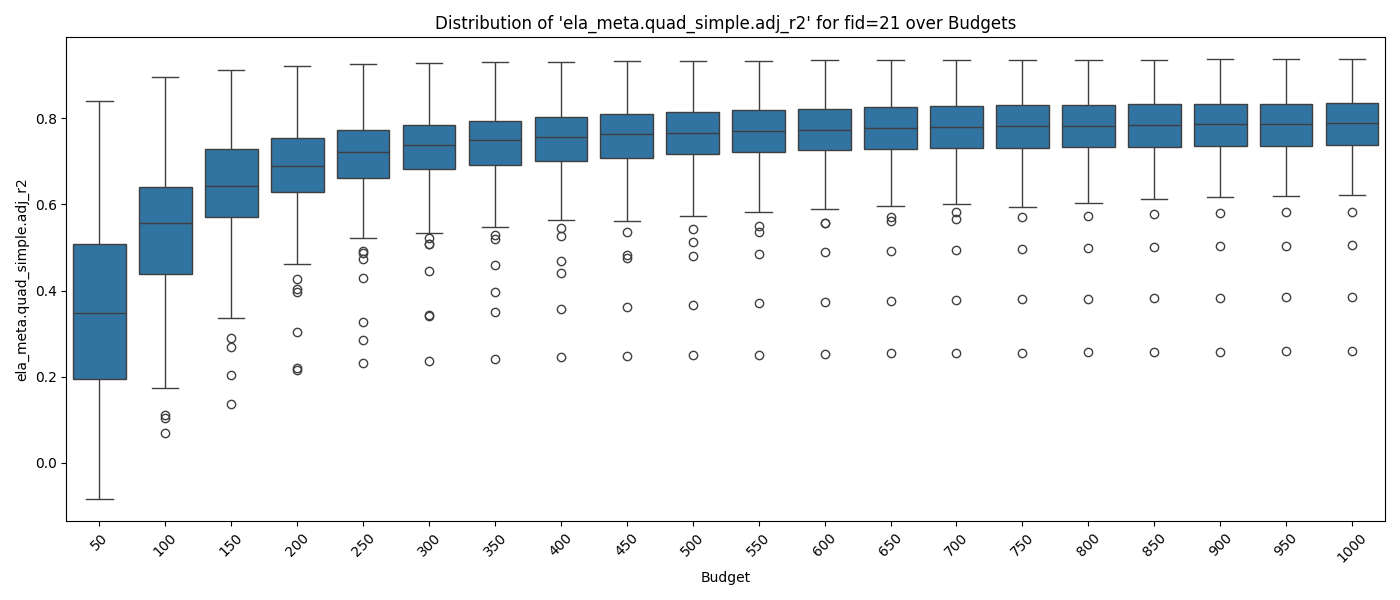 Distribution of 'ela_meta.quad_simple.adj_r2' for fid=21 over Budgets
ela_meta.quad_simple.adj_r2
0.8
0.6
0.4
0.2
0.0
50 100 150 200 250 300 350 400 450 500 550 600 650 700 750 800 850 900 950 1000
Budget